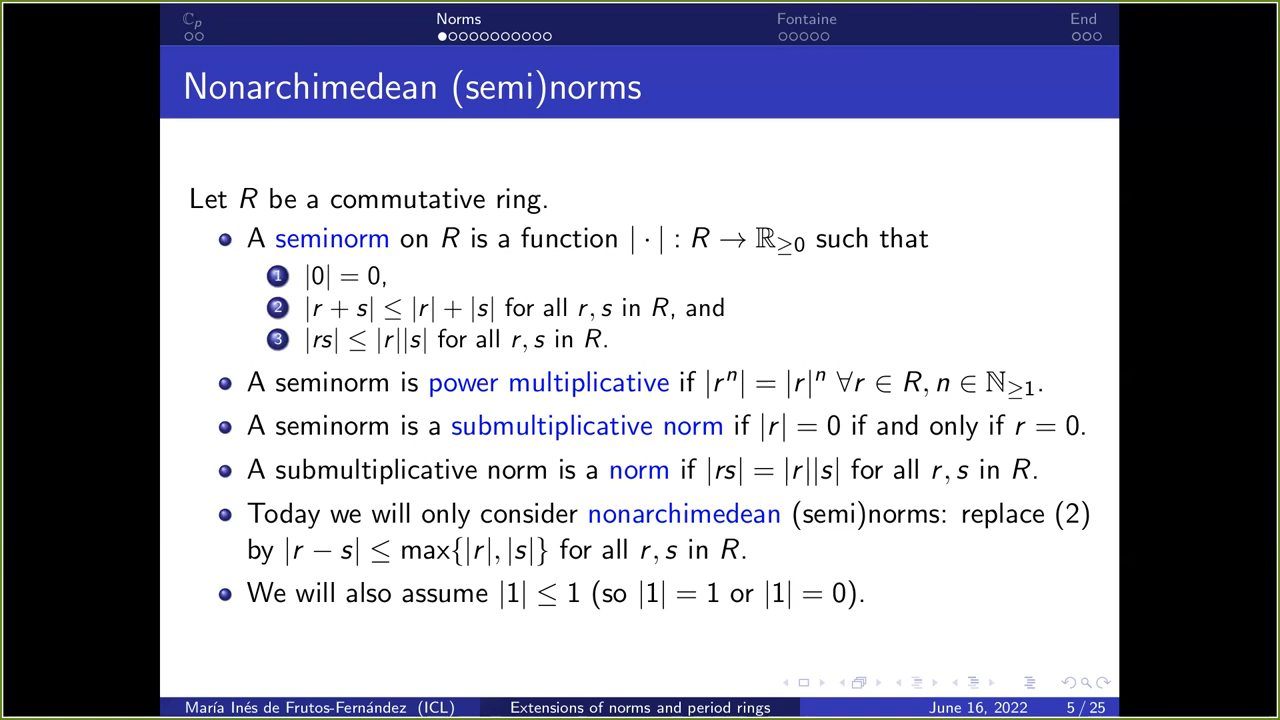 ℂp Norms Fontaine End
Nonarchimedean (semi)norms
Let R be a commutative ring.
A seminorm on R is a function | · | : R → ℝ≥0 such that
1 |0| = 0,
2 |r + s| ≤ |r| + |s| for all r, s in R, and
3 |rs| ≤ |r||s| for all r, s in R.
A seminorm is power multiplicative if |rⁿ| = |r|ⁿ ∀r ∈ R, n ∈ ℕ≥1.
A seminorm is a submultiplicative norm if |r| = 0 if and only if r = 0.
A submultiplicative norm is a norm if |rs| = |r||s| for all r, s in R.
Today we will only consider nonarchimedean (semi)norms: replace (2)
by |r − s| ≤ max{|r|, |s|} for all r, s in R.
We will also assume |1| ≤ 1 (so |1| = 1 or |1| = 0).
María Inés de Frutos-Fernández (ICL) Extensions of norms and period rings June 16, 2022 5 / 25